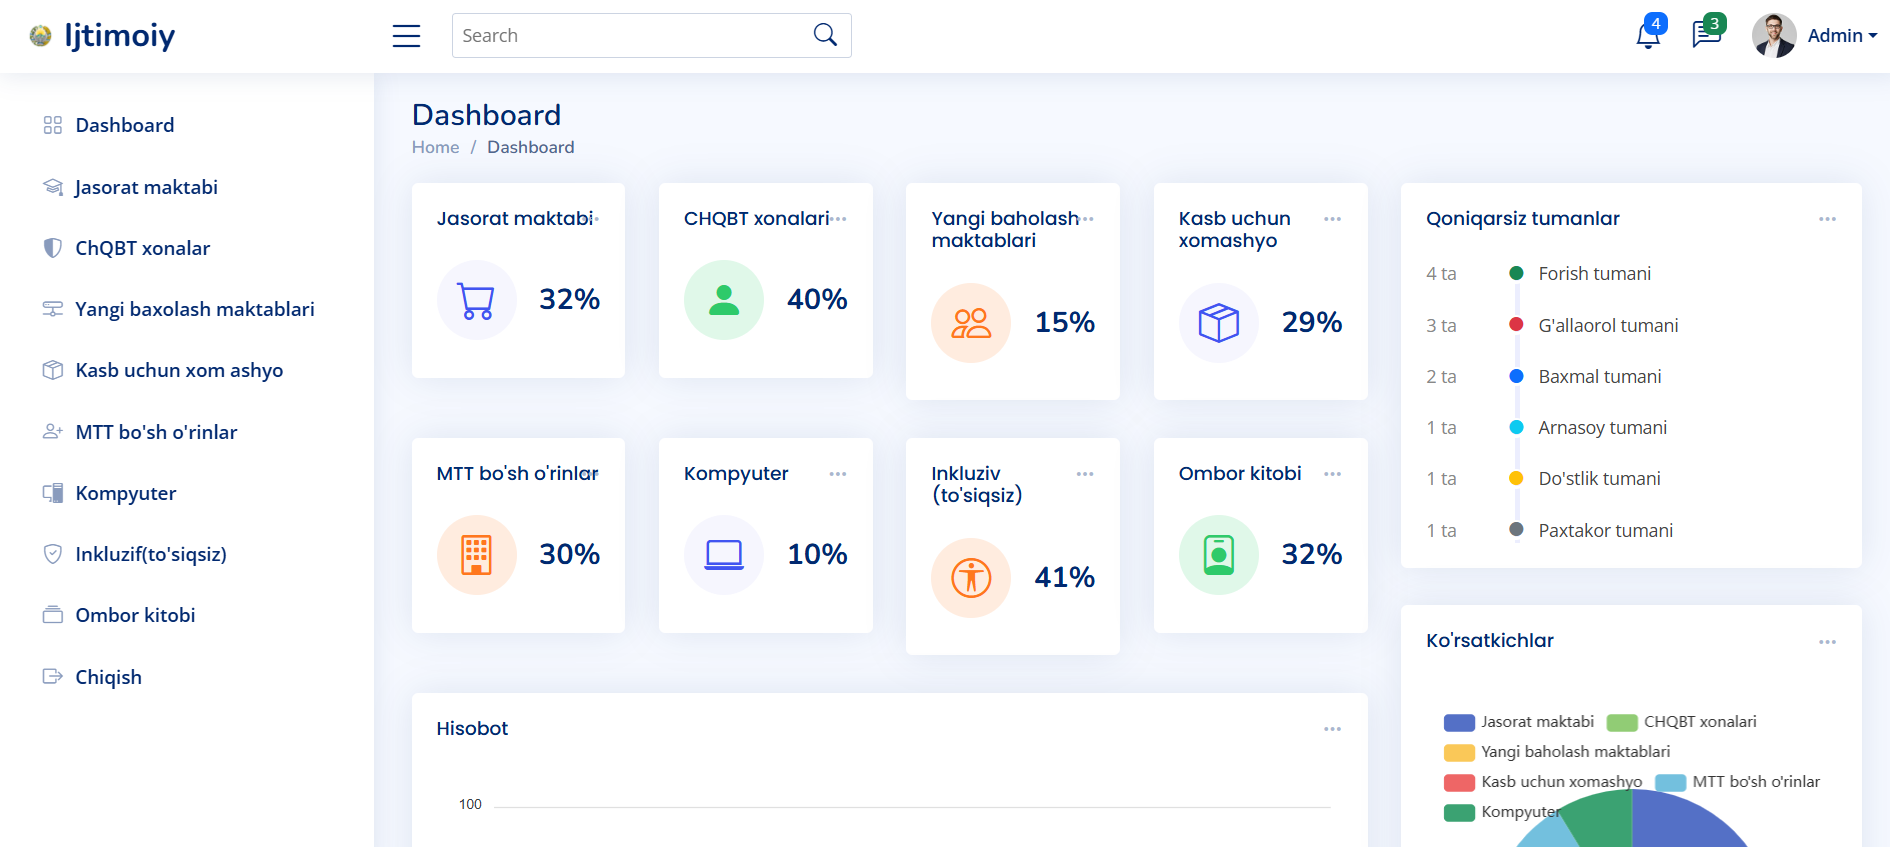 Ijtimoiy
Search
4
3
Admin
Dashboard
Jasorat maktabi
ChQBT xonalar
Yangi baxolash maktablari
Kasb uchun xom ashyo
MTT bo'sh o'rinlar
Kompyuter
Inkluzif(to'siqsiz)
Ombor kitobi
Chiqish
Dashboard
Home / Dashboard
Jasorat maktabi
32%
CHQBT xonalari
40%
Yangi baholash
maktablari
15%
Kasb uchun
xomashyo
29%
MTT bo'sh o'rinlar
30%
Kompyuter
10%
Inkluziv
(to'siqsiz)
41%
Ombor kitobi
32%
Hisobot
100
Qoniqarsiz tumanlar
4 ta Forish tumani
3 ta G'allaorol tumani
2 ta Baxmal tumani
1 ta Arnasoy tumani
1 ta Do'stlik tumani
1 ta Paxtakor tumani
Ko'rsatkichlar
Jasorat maktabi CHQBT xonalari
Yangi baholash maktablari
Kasb uchun xomashyo MTT bo'sh o'rinlar
Kompyuter